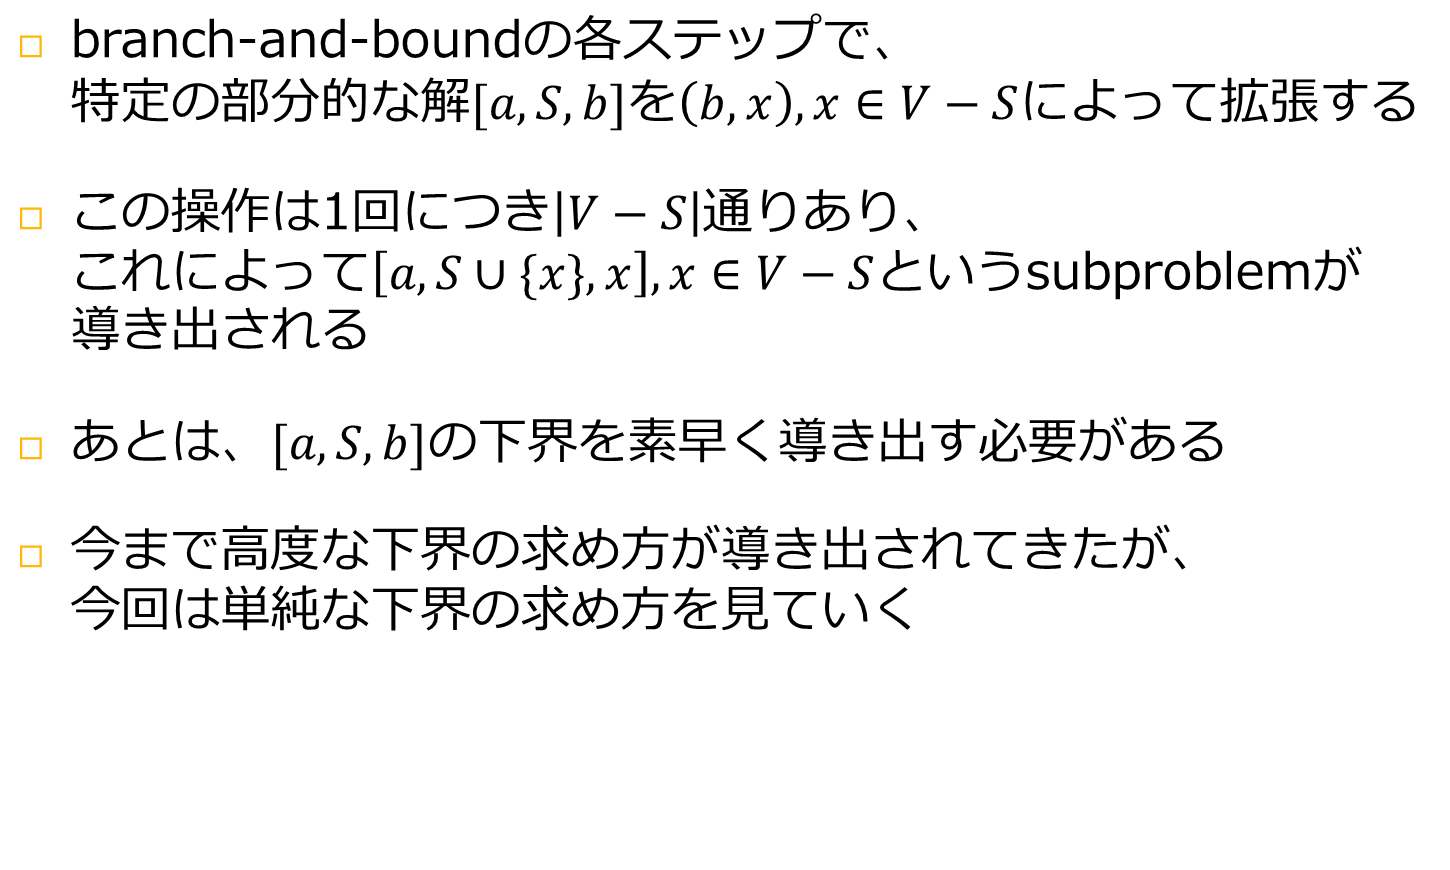 branch-and-boundの各ステップで、
特定の部分的な解[a, S, b]を(b, x), x ∈ V − Sによって拡張する
この操作は1回につき|V − S|通りあり、
これによって[a, S ∪ {x}, x], x ∈ V − Sというsubproblemが
導き出される
あとは、[a, S, b]の下界を素早く導き出す必要がある
今まで高度な下界の求め方が導き出されてきたが、
今回は単純な下界の求め方を見ていく